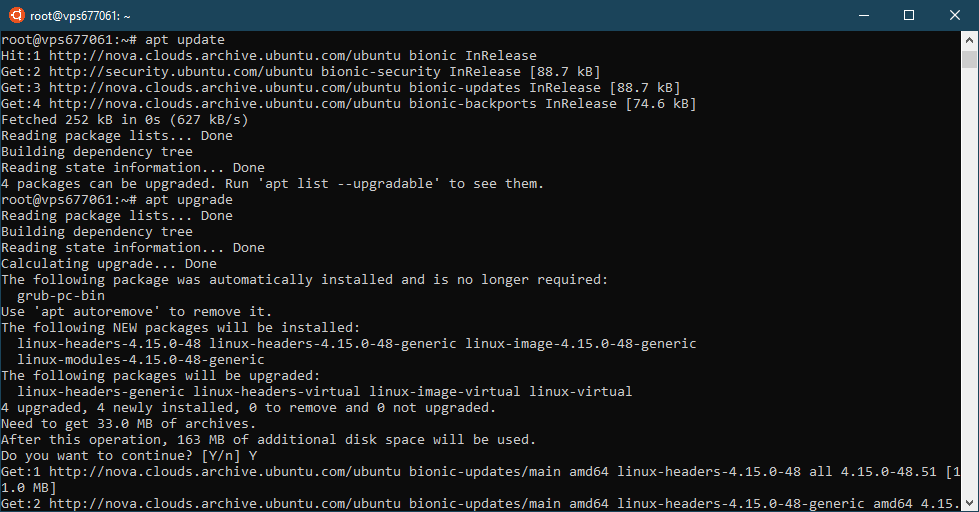 root@vps677061: ~
root@vps677061:~# apt update
Hit:1 http://nova.clouds.archive.ubuntu.com/ubuntu bionic InRelease
Get:2 http://security.ubuntu.com/ubuntu bionic-security InRelease [88.7 kB]
Get:3 http://nova.clouds.archive.ubuntu.com/ubuntu bionic-updates InRelease [88.7 kB]
Get:4 http://nova.clouds.archive.ubuntu.com/ubuntu bionic-backports InRelease [74.6 kB]
Fetched 252 kB in 0s (627 kB/s)
Reading package lists... Done
Building dependency tree
Reading state information... Done
4 packages can be upgraded. Run 'apt list --upgradable' to see them.
root@vps677061:~# apt upgrade
Reading package lists... Done
Building dependency tree
Reading state information... Done
Calculating upgrade... Done
The following package was automatically installed and is no longer required:
  grub-pc-bin
Use 'apt autoremove' to remove it.
The following NEW packages will be installed:
  linux-headers-4.15.0-48 linux-headers-4.15.0-48-generic linux-image-4.15.0-48-generic
  linux-modules-4.15.0-48-generic
The following packages will be upgraded:
  linux-headers-generic linux-headers-virtual linux-image-virtual linux-virtual
4 upgraded, 4 newly installed, 0 to remove and 0 not upgraded.
Need to get 33.0 MB of archives.
After this operation, 163 MB of additional disk space will be used.
Do you want to continue? [Y/n] Y
Get:1 http://nova.clouds.archive.ubuntu.com/ubuntu bionic-updates/main amd64 linux-headers-4.15.0-48 all 4.15.0-48.51 [1
1.0 MB]
Get:2 http://nova.clouds.archive.ubuntu.com/ubuntu bionic-updates/main amd64 linux-headers-4.15.0-48-generic amd64 4.15.